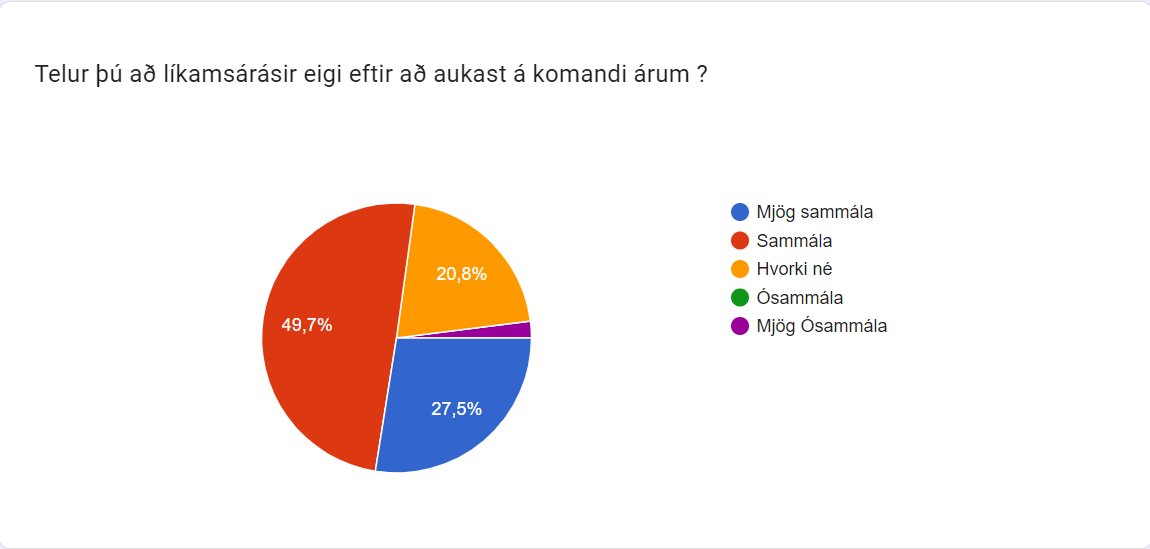 Telur þú að líkamsárásir eigi eftir að aukast á komandi árum ?
Mjög sammála
Sammála
Hvorki né
Ósammála
Mjög Ósammála
20,8%
49,7%
27,5%